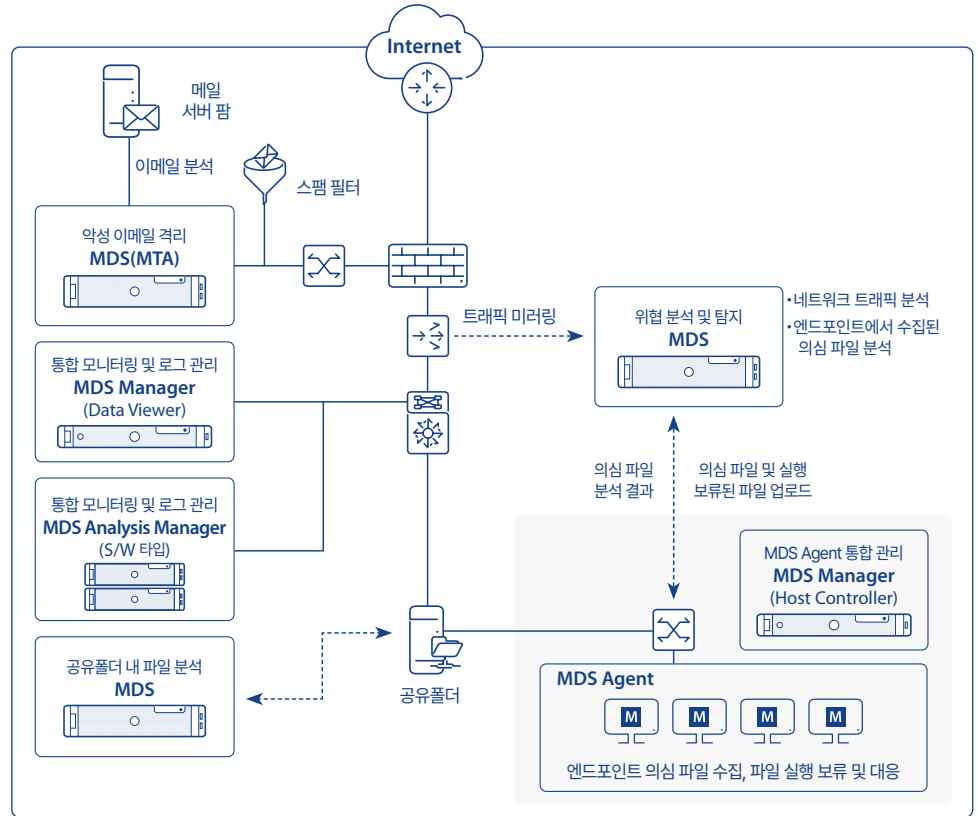 Internet
메일
서버 팜
이메일 분석
스팸 필터
악성 이메일 격리
MDS(MTA)
트래픽 미러링
위협 분석 및 탐지
MDS
•네트워크 트래픽 분석
•엔드포인트에서 수집된
의심 파일 분석
통합 모니터링 및 로그 관리
MDS Manager
(Data Viewer)
의심 파일
분석 결과
의심 파일 및 실행
보류된 파일 업로드
통합 모니터링 및 로그 관리
MDS Analysis Manager
(S/W 타입)
MDS Agent 통합 관리
MDS Manager
(Host Controller)
공유폴더 내 파일 분석
MDS
공유폴더
MDS Agent
M
M
M
M
엔드포인트 의심 파일 수집, 파일 실행 보류 및 대응